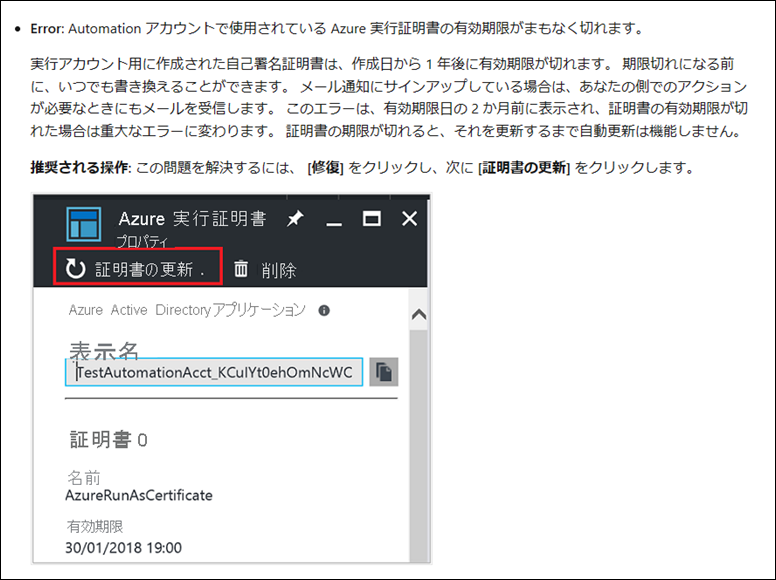 Error: Automation アカウントで使用されている Azure 実行証明書の有効期限がまもなく切れます。
実行アカウント用に作成された自己署名証明書は、作成日から 1 年後に有効期限が切れます。 期限切れになる前
に、いつでも書き換えることができます。 メール通知にサインアップしている場合は、あなたの側でのアクション
が必要なときにもメールを受信します。 このエラーは、有効期限日の 2 か月前に表示され、証明書の有効期限が切
れた場合は重大なエラーに変わります。 証明書の期限が切れると、それを更新するまで自動更新は機能しません。
推奨される操作: この問題を解決するには、 [修復] をクリックし、次に [証明書の更新] をクリックします。
Azure 実行証明書
プロパティ
証明書の更新 .
削除
Azure Active Directoryアプリケーション
表示名
TestAutomationAcct_KCulYt0ehOmNcWC
証明書 0
名前
AzureRunAsCertificate
有効期限
30/01/2018 19:00